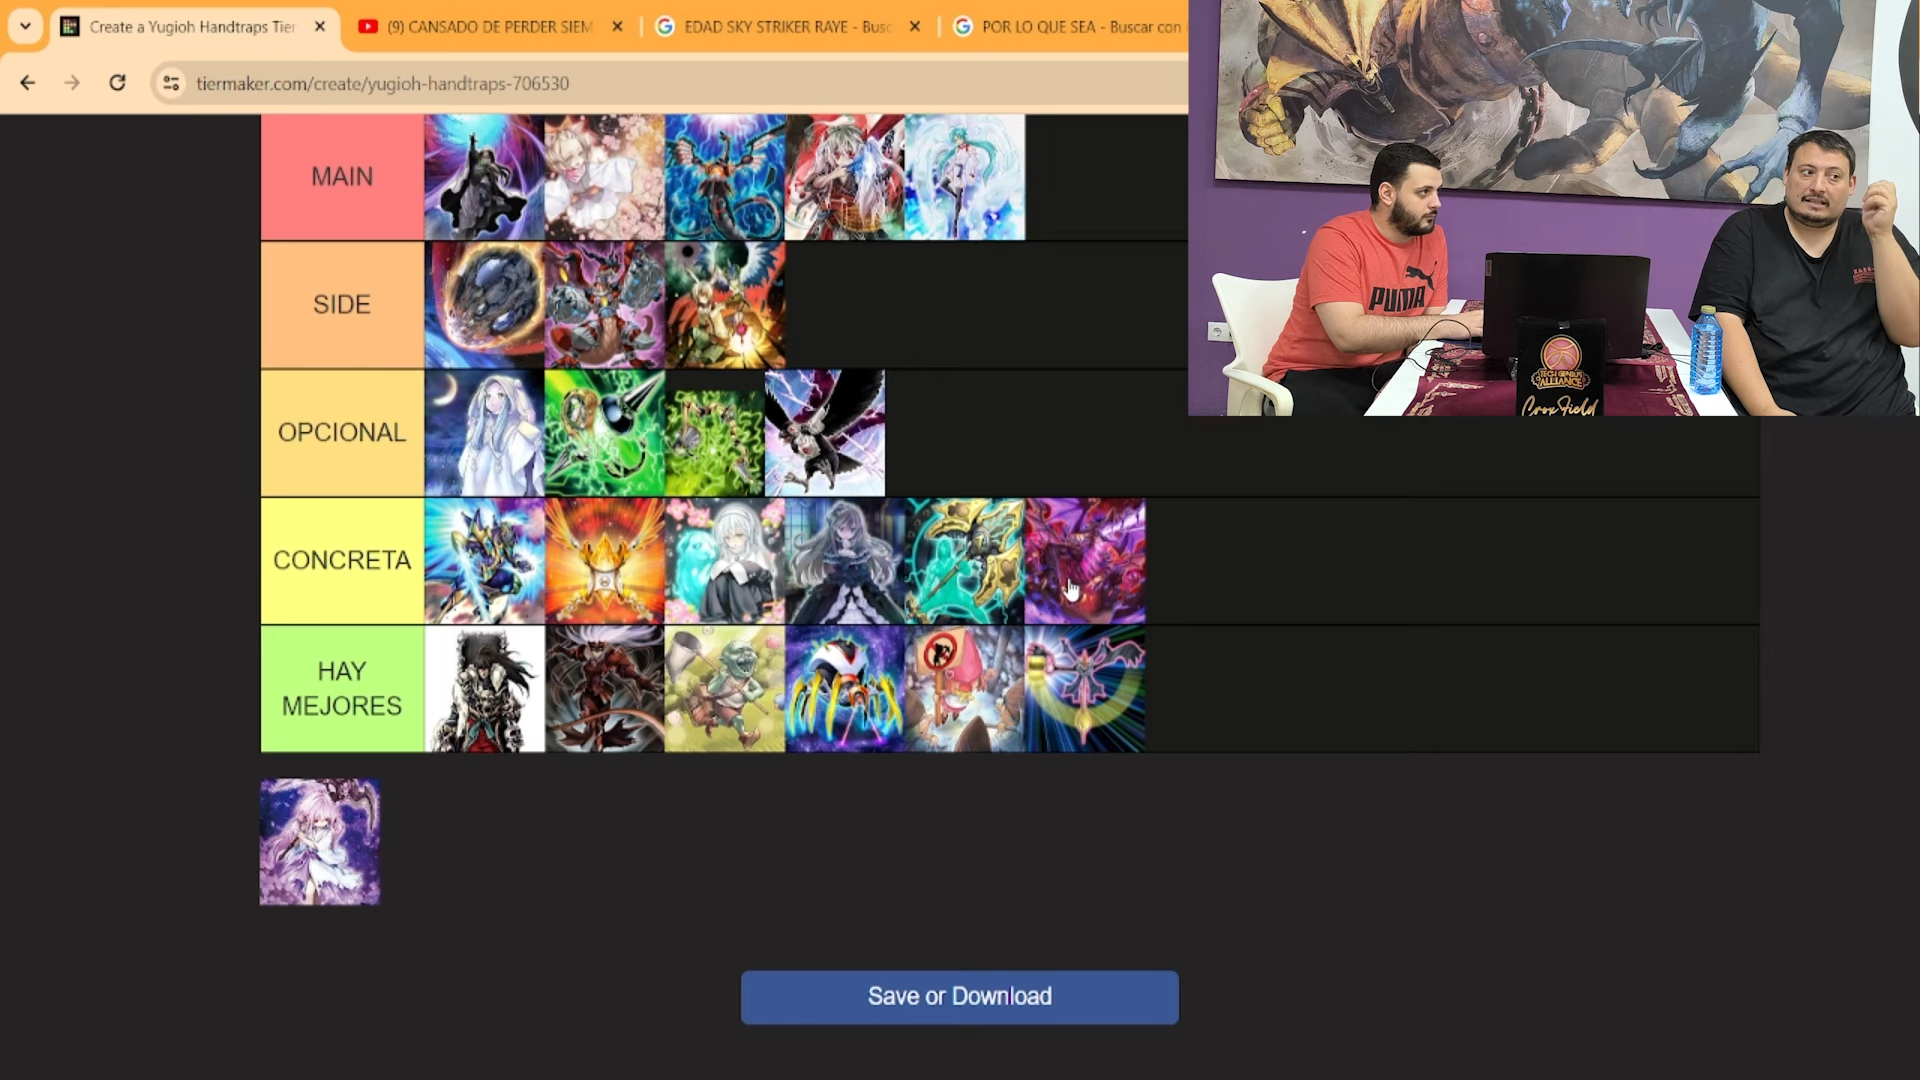 Create a Yugioh Handtraps Tier
(9) CANSADO DE PERDER SIEM
EDAD SKY STRIKER RAYE - Busc
POR LO QUE SEA - Buscar con
tiermaker.com/create/yugioh-handtraps-706530
MAIN
SIDE
OPCIONAL
CONCRETA
HAY
MEJORES
PUMA
TECH GENIUS
ALLIANCE
CroxField
Save or Download